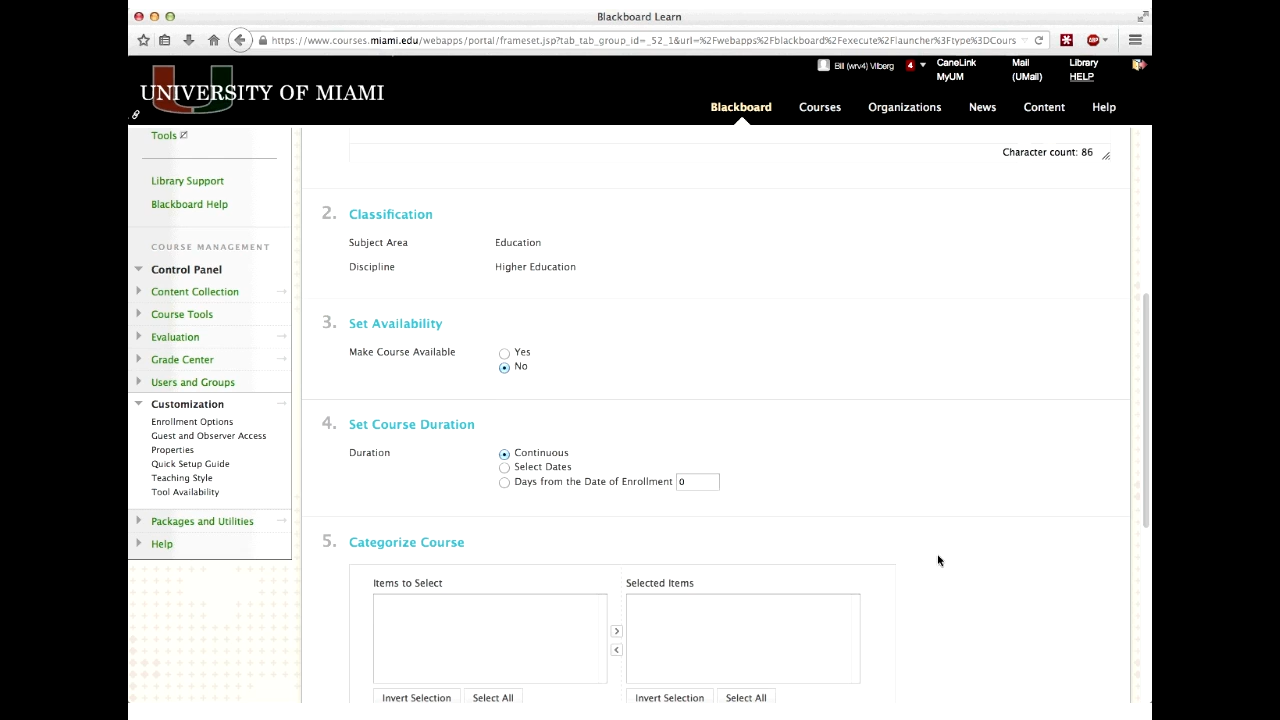 Blackboard Learn
https://www.courses.miami.edu/webapps/portal/frameset.jsp?tab_tab_group_id=_52_1&url=%2Fwebapps%2Fblackboard%2Fexecute%2Flauncher%3Ftype%3DCours
Bill (wrv4) Vilberg
4
CaneLink
Mail
Library
MyUM
(UMail)
HELP
U
UNIVERSITY OF MIAMI
Blackboard
Courses
Organizations
News
Content
Help
Tools
Library Support
Blackboard Help
COURSE MANAGEMENT
Control Panel
Content Collection
Course Tools
Evaluation
Grade Center
Users and Groups
Customization
Enrollment Options
Guest and Observer Access
Properties
Quick Setup Guide
Teaching Style
Tool Availability
Packages and Utilities
Help
Character count: 86
2. Classification
Subject Area Education
Discipline Higher Education
3. Set Availability
Make Course Available Yes
No
4. Set Course Duration
Duration Continuous
Select Dates
Days from the Date of Enrollment 0
5. Categorize Course
Items to Select Selected Items
Invert Selection Select All Invert Selection Select All